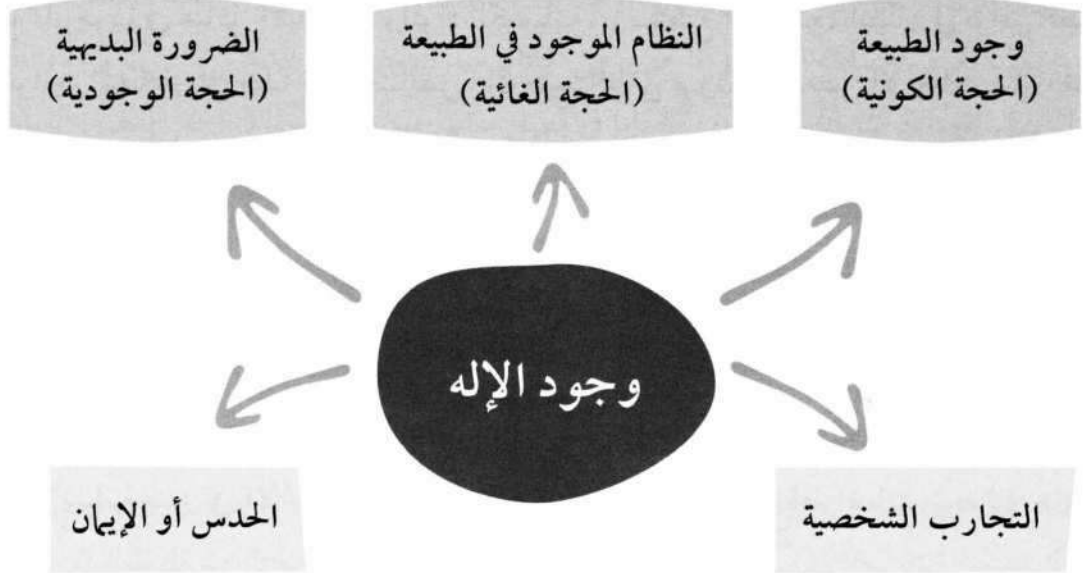 وجود الطبيعة
(الحجة الكونية)
النظام الموجود في الطبيعة
(الحجة الغائية)
الضرورة البديهية
(الحجة الوجودية)
وجود الإله
التجارب الشخصية
الحدس أو الإيمان